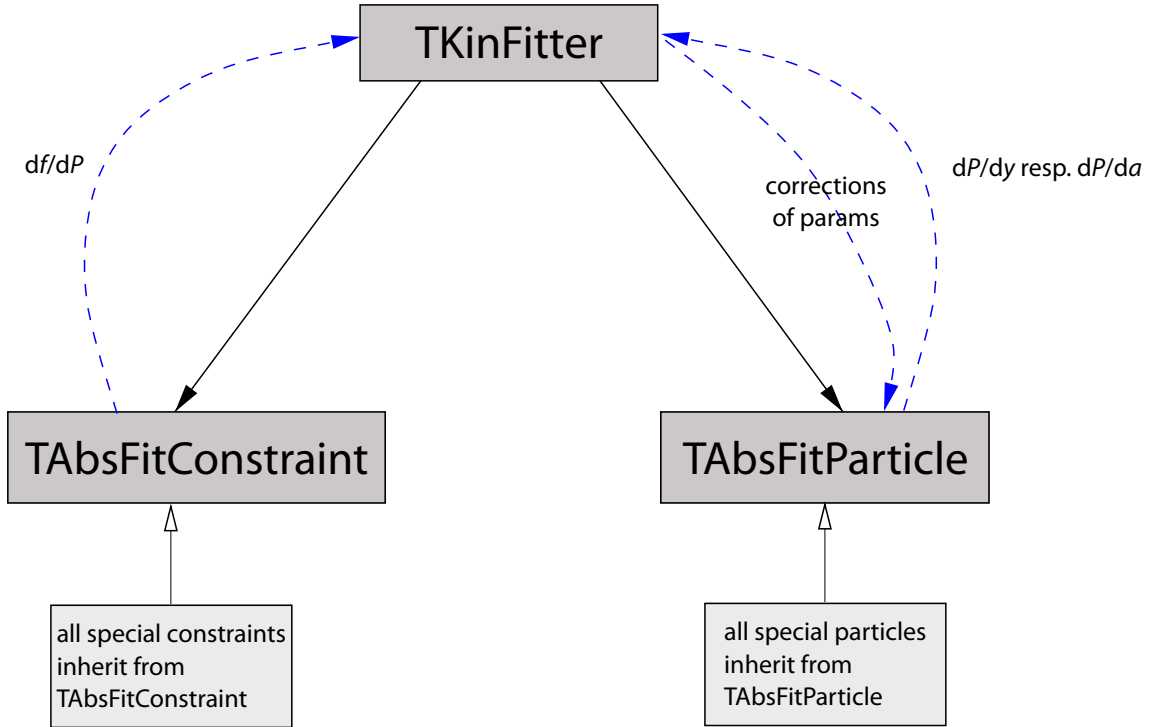 TKinFitter
df/dP
corrections
of params
dP/dy resp. dP/da
TAbsFitConstraint
TAbsFitParticle
all special constraints
inherit from
TAbsFitConstraint
all special particles
inherit from
TAbsFitParticle